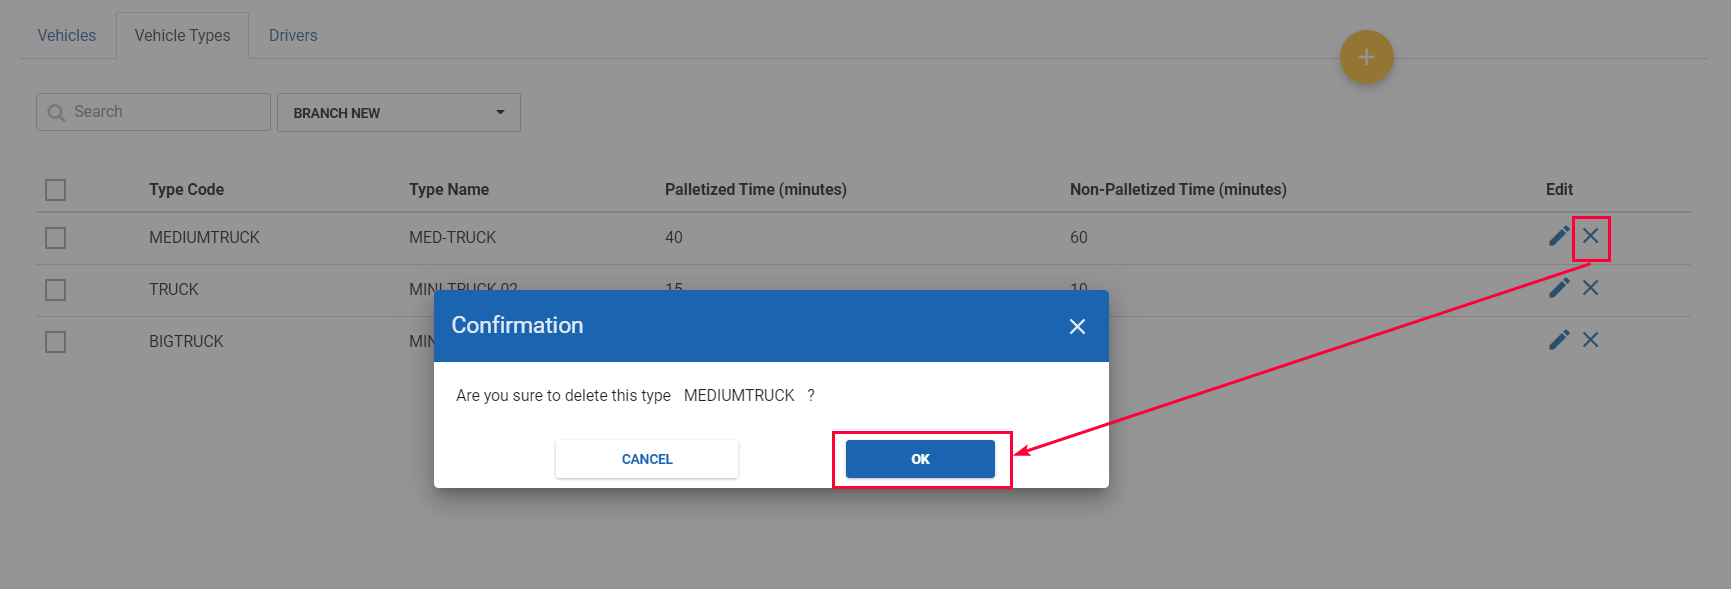 Vehicles Vehicle Types Drivers
+
Search BRANCH NEW
Type Code Type Name Palletized Time (minutes) Non-Palletized Time (minutes) Edit
MEDIUMTRUCK MED-TRUCK 40 60
TRUCK MINI TRUCK 02 15 10
BIGTRUCK
Confirmation
Are you sure to delete this type MEDIUMTRUCK ?
CANCEL OK